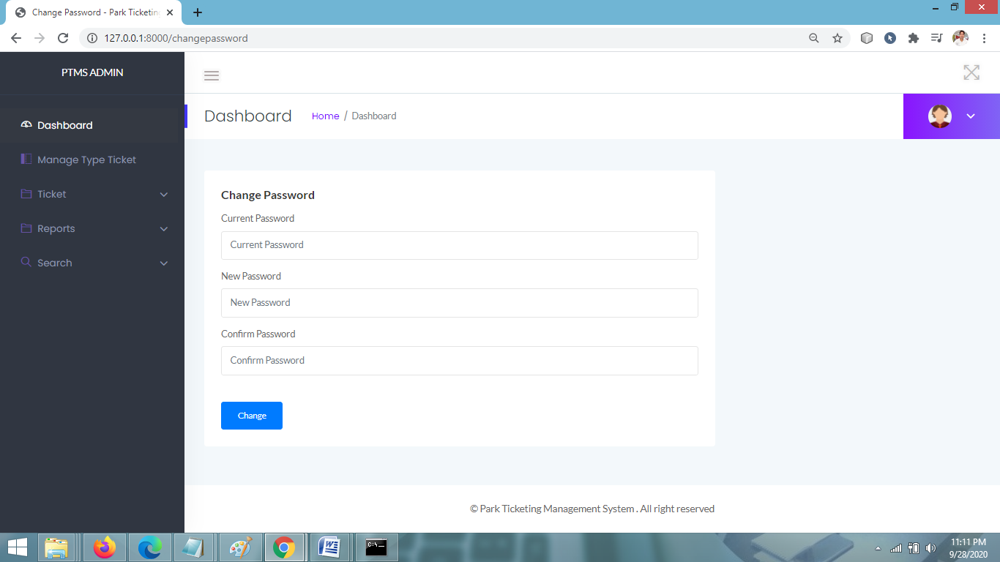 Change Password - Park Ticketin
127.0.0.1:8000/changepassword
PTMS ADMIN
Dashboard
Manage Type Ticket
Ticket
Reports
Search
Dashboard
Home / Dashboard
Change Password
Current Password
Current Password
New Password
New Password
Confirm Password
Confirm Password
Change
© Park Ticketing Management System . All right reserved
11:11 PM
9/28/2020